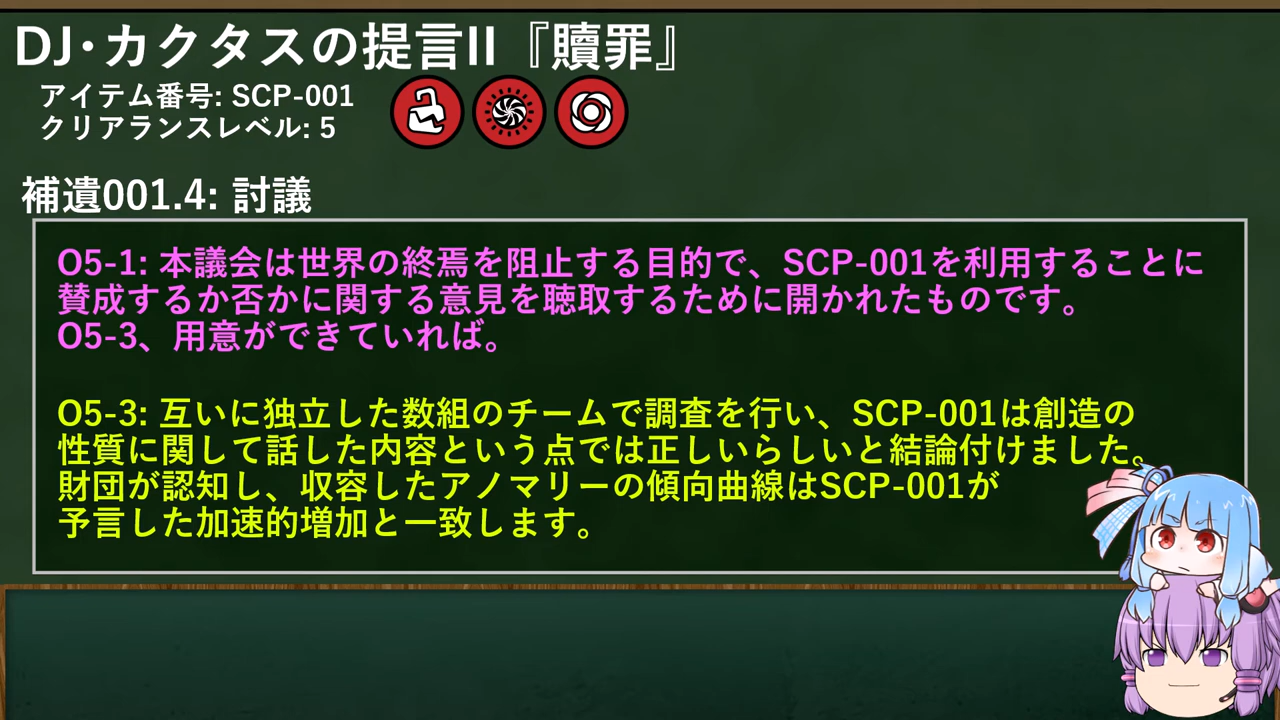 DJ・カクタスの提言II『贖罪』
アイテム番号: SCP-001
クリアランスレベル: 5
補遺001.4: 討議
O5-1: 本議会は世界の終焉を阻止する目的で、SCP-001を利用することに
賛成するか否かに関する意見を聴取するために開かれたものです。
O5-3、用意ができていれば。
O5-3: 互いに独立した数組のチームで調査を行い、SCP-001は創造の
性質に関して話した内容という点では正しいらしいと結論付けました。
財団が認知し、収容したアノマリーの傾向曲線はSCP-001が
予言した加速的増加と一致します。